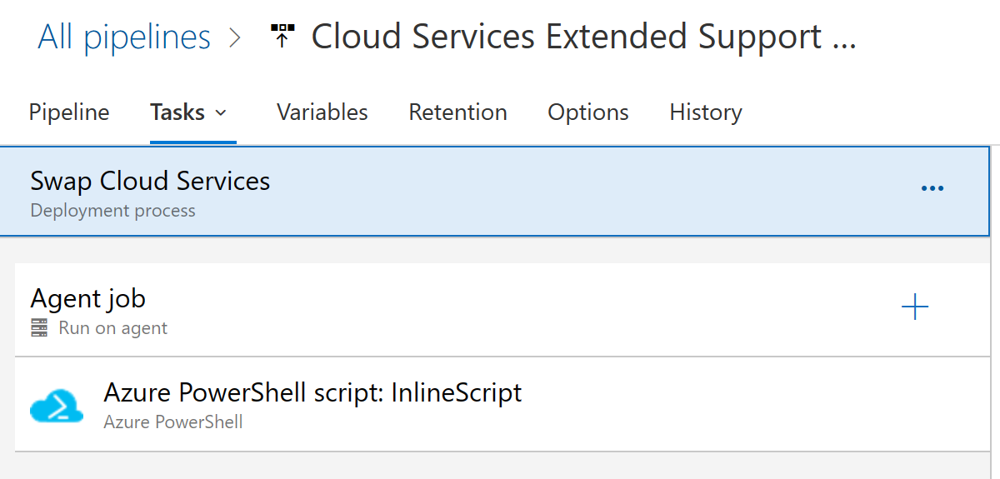 All pipelines > Cloud Services Extended Support ...
Pipeline Tasks Variables Retention Options History
Swap Cloud Services
Deployment process
Agent job
Run on agent
Azure PowerShell script: InlineScript
Azure PowerShell